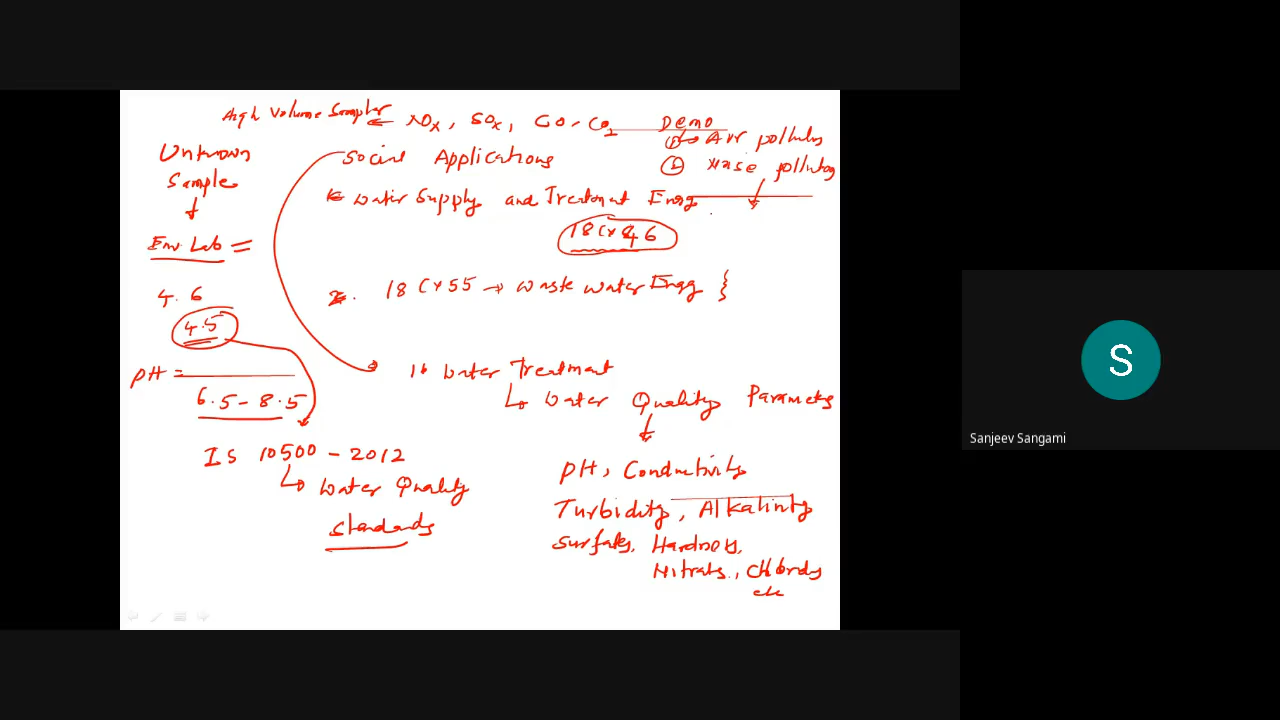 High Volume Sampler ← NOx, SOx, CO - CO2
DEMO
① → Air pollution
② Noise pollution
Unknown
Sample
Env. Lab =
4.6
4.5
pH =
6.5 - 8.5
IS 10500 - 2012
Water Quality
standards
Social Applications
Water Supply and Treatment Engg
18CV46
2. 18CV55 → Waste water Engg }
Water Treatment
Water Quality Parameters
pH, Conductivity
Turbidity, Alkalinity
Surfates, Hardness,
Nitrates, Chlorides
etc
S
Sanjeev Sangami